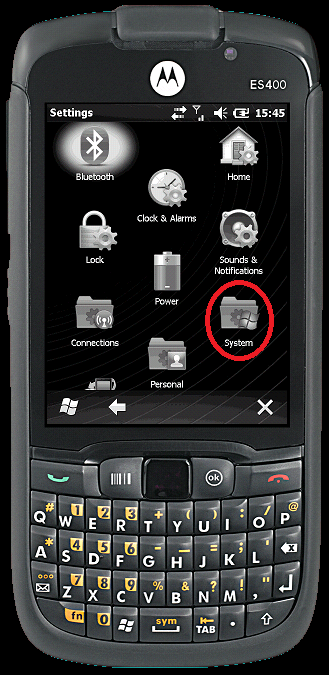 ES400
Settings 15:45
Bluetooth
Home
Clock & Alarms
Lock
Sounds &
Notifications
Power
Connections
System
Personal
ok
Q # W 1 E 2 R 3 T + Y ( U ) I : O / P @
A * S 4 D 5 F 6 G - H = J ; K ' L " 
Z 7 X 8 C 9 V % B & N ? M ! , "
fn 0 sym TAB .